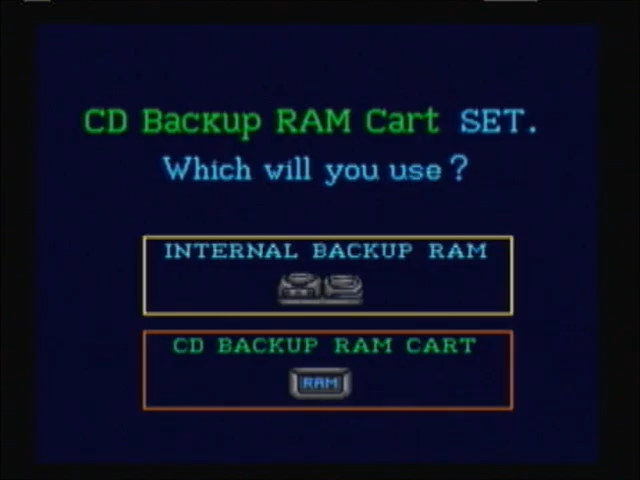 CD Backup RAM Cart SET.
Which will you use?
INTERNAL BACKUP RAM
CD BACKUP RAM CART
RAM